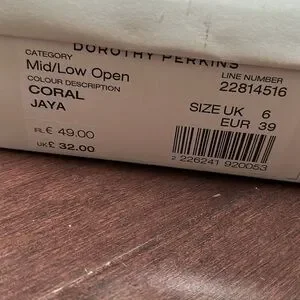 DOROTHY PERKINS
CATEGORY
Mid/Low Open
COLOUR DESCRIPTION
CORAL
JAYA
LINE NUMBER
22814516
SIZE UK 6
EUR 39
IRL€ 49.00
UK£ 32.00
2 226241 920053